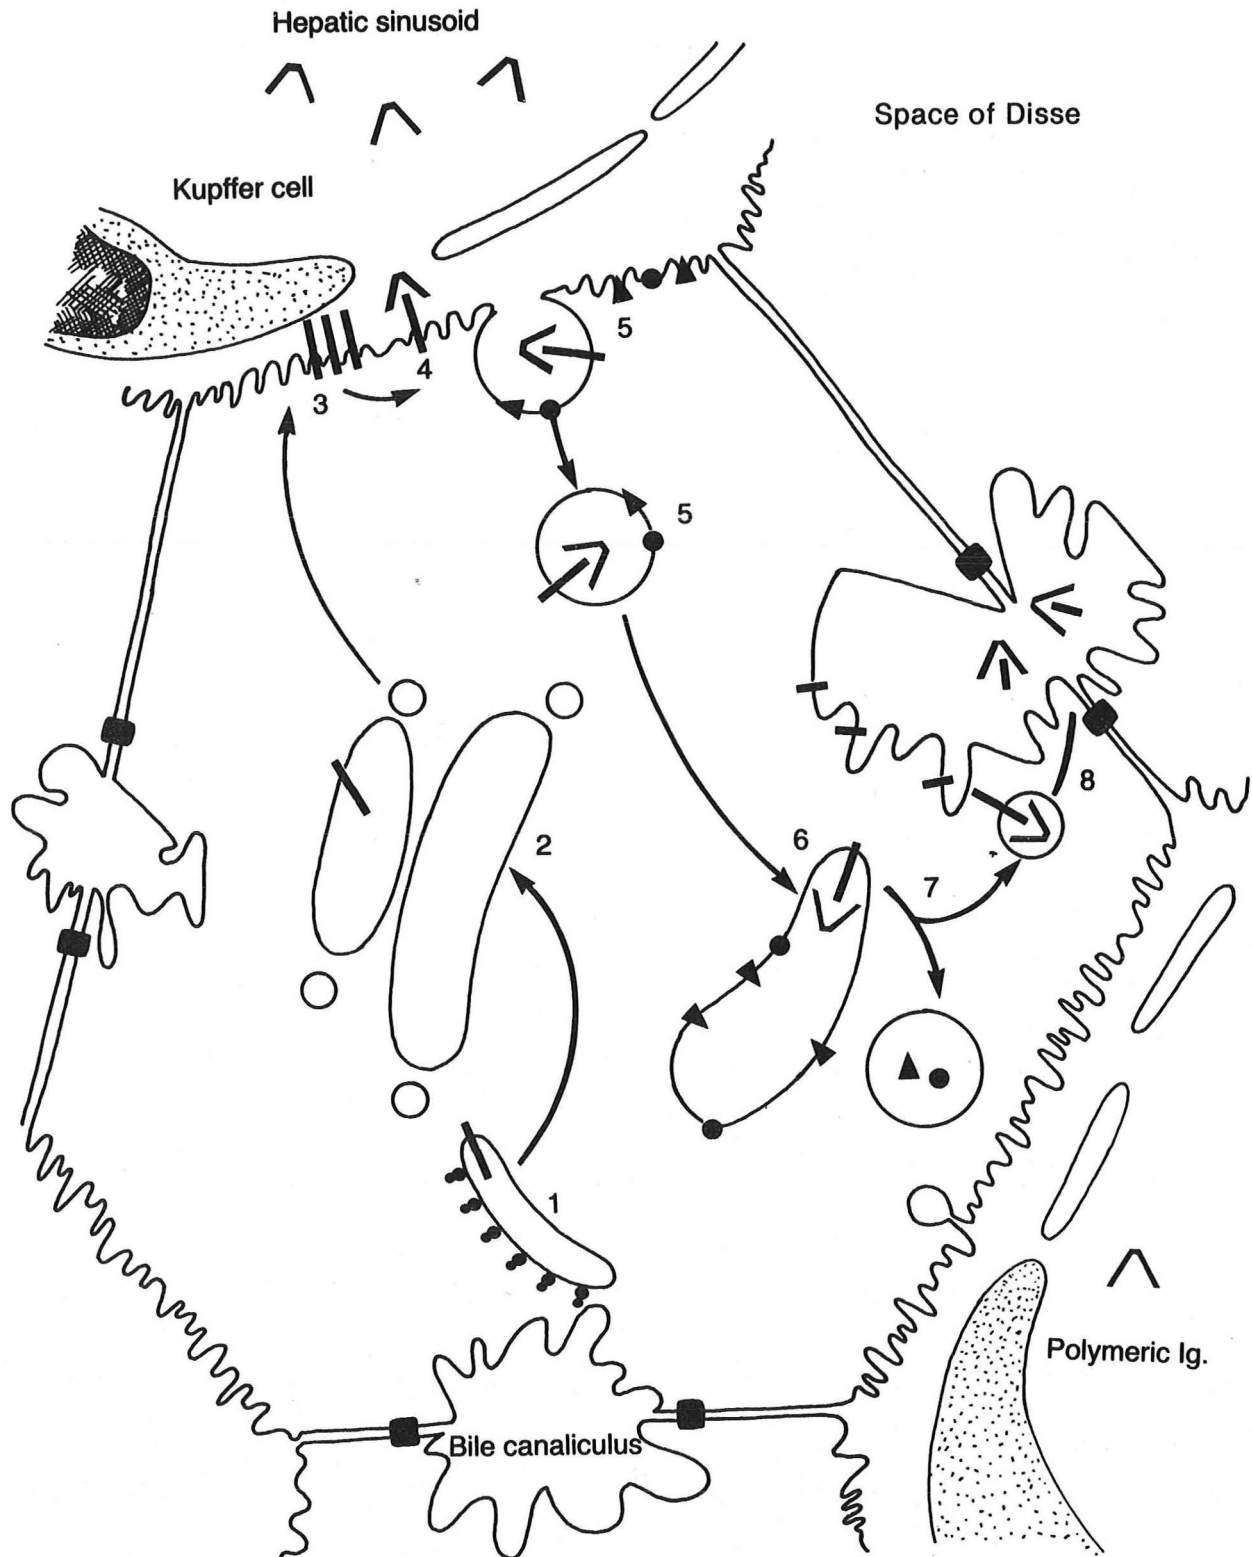 Hepatic sinusoid
Space of Disse
Kupffer cell
5
4
3
5
2
6
7
8
1
Polymeric Ig.
Bile canaliculus